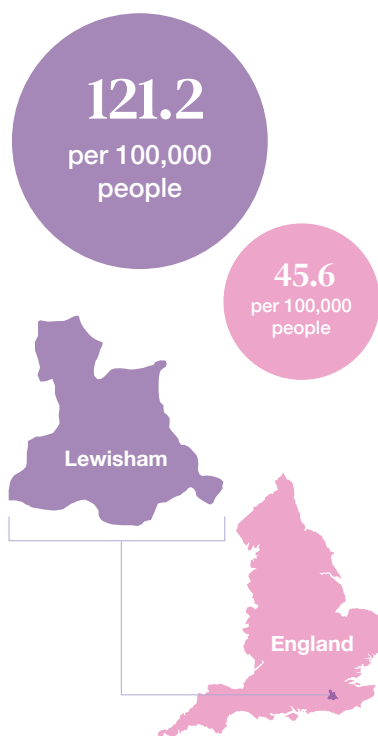 121.2
per 100,000
people
45.6
per 100,000
people
Lewisham
England